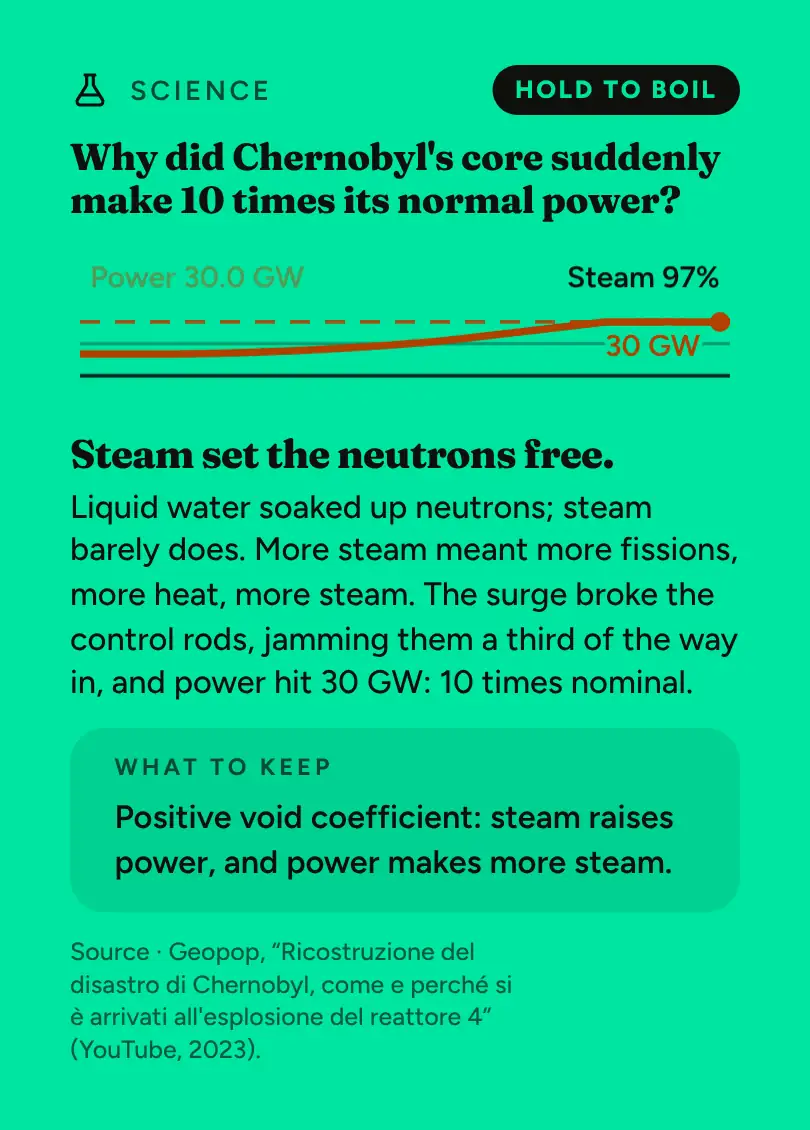 SCIENCE
HOLD TO BOIL
Why did Chernobyl's core suddenly
make 10 times its normal power?
Power 30.0 GW
Steam 97%
30 GW
Steam set the neutrons free.
Liquid water soaked up neutrons; steam
barely does. More steam meant more fissions,
more heat, more steam. The surge broke the
control rods, jamming them a third of the way
in, and power hit 30 GW: 10 times nominal.
WHAT TO KEEP
Positive void coefficient: steam raises
power, and power makes more steam.
Source · Geopop, “Ricostruzione del
disastro di Chernobyl, come e perché si
è arrivati all'esplosione del reattore 4”
(YouTube, 2023).